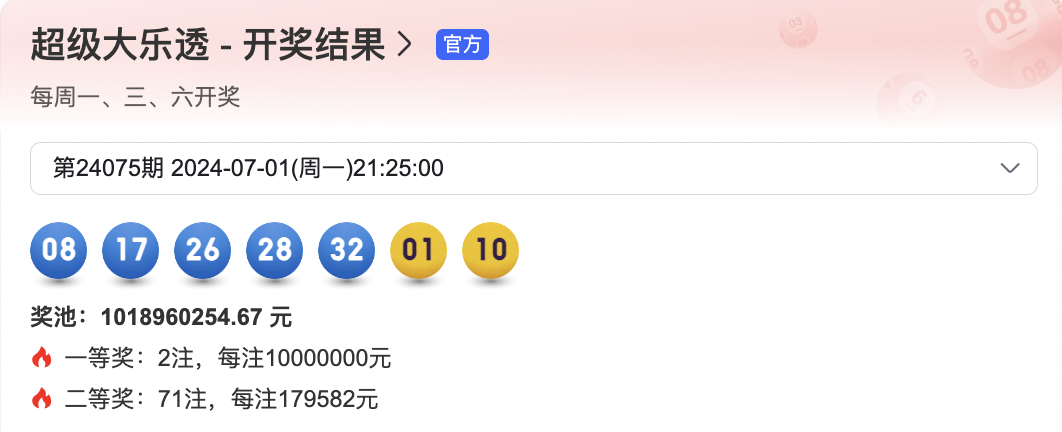 超级大乐透 - 开奖结果 > 官方
每周一、三、六开奖
第24075期 2024-07-01(周一)21:25:00
08 17 26 28 32 01 10
奖池：1018960254.67 元
一等奖：2注，每注10000000元
二等奖：71注，每注179582元
03
08
08